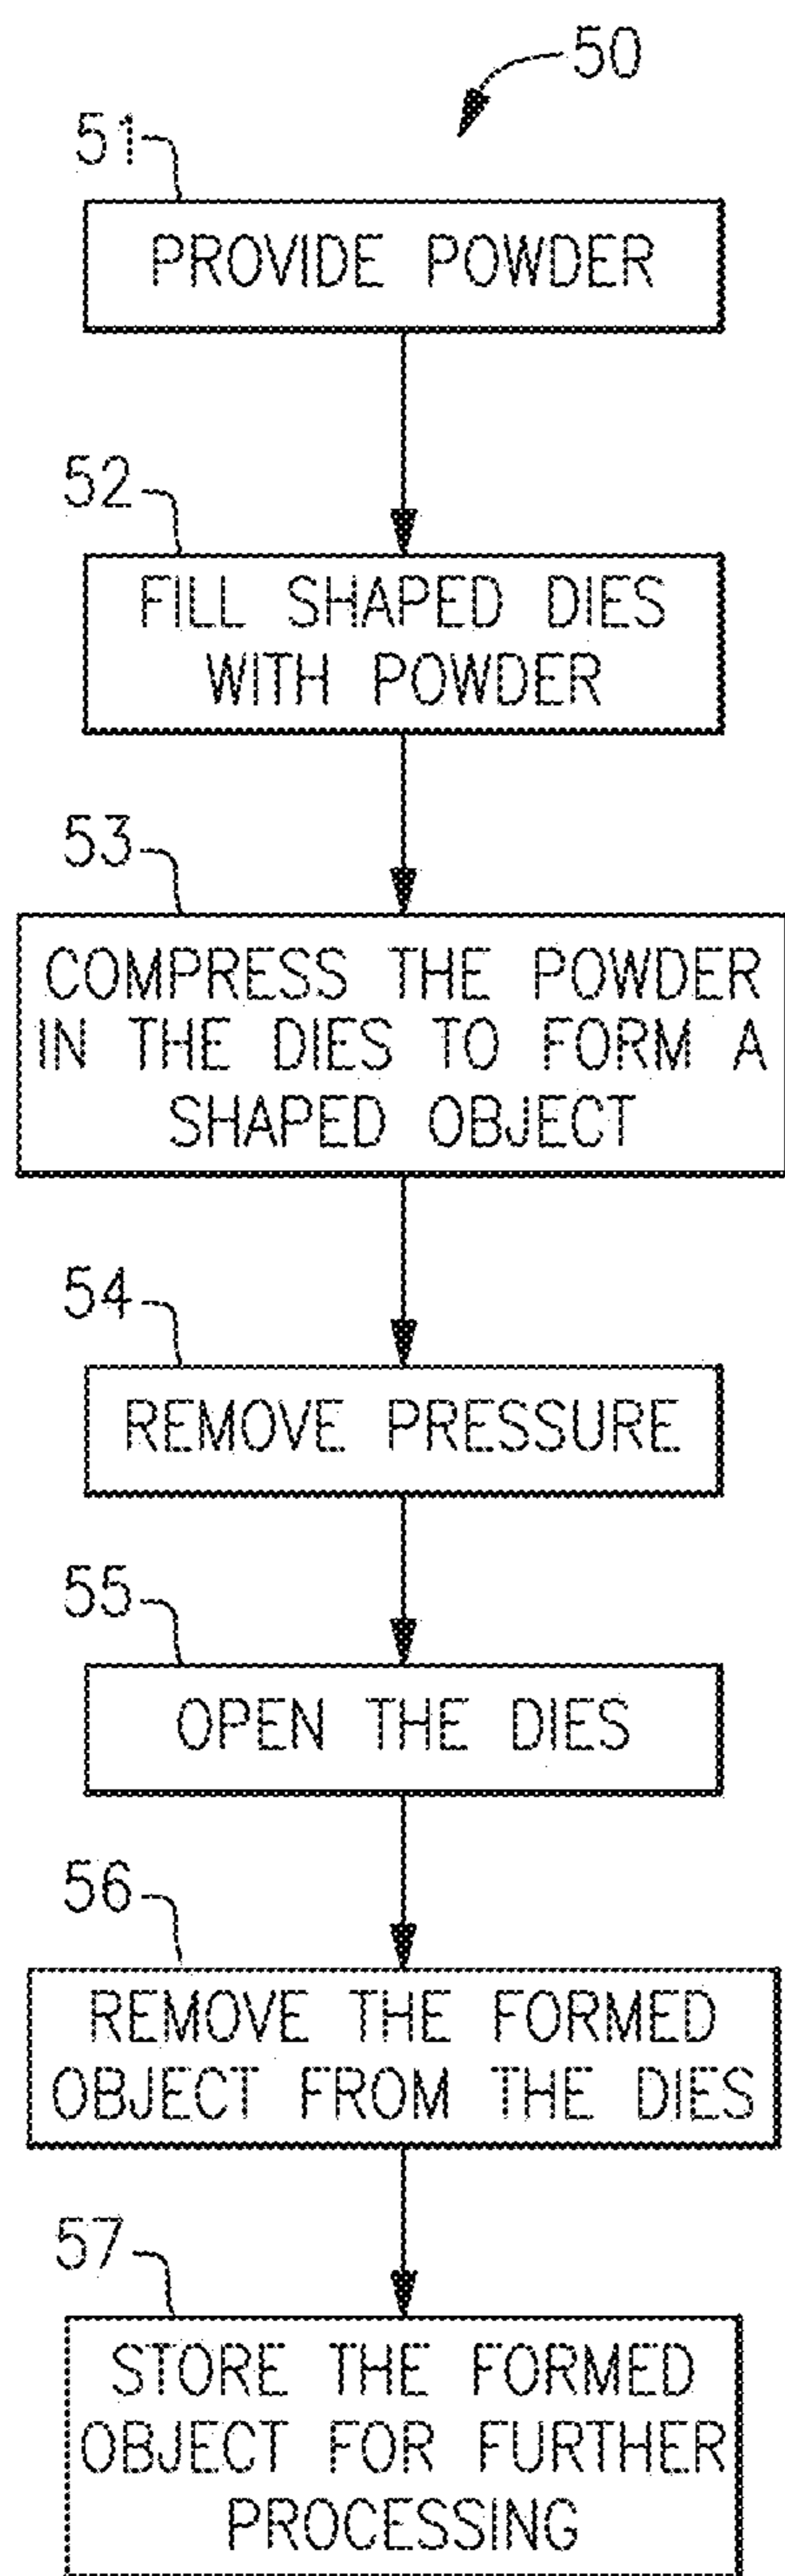 50
51
PROVIDE POWDER
52
FILL SHAPED DIES
WITH POWDER
53
COMPRESS THE POWDER
IN THE DIES TO FORM A
SHAPED OBJECT
54
REMOVE PRESSURE
55
OPEN THE DIES
56
REMOVE THE FORMED
OBJECT FROM THE DIES
57
STORE THE FORMED
OBJECT FOR FURTHER
PROCESSING